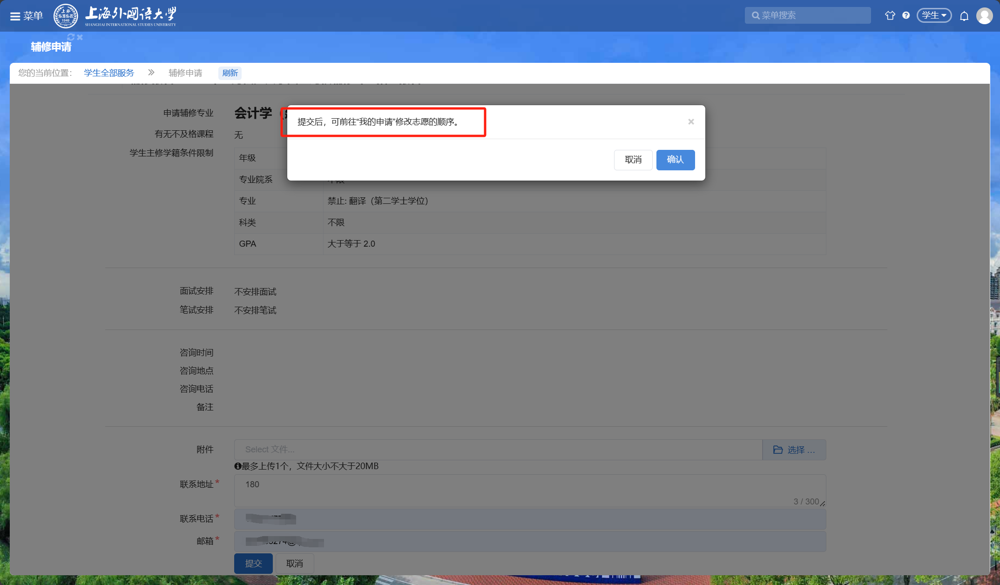 菜单
上海外国语大学
SHANGHAI INTERNATIONAL STUDIES UNIVERSITY
菜单搜索
学生
辅修申请
您的当前位置：
学生全部服务
辅修申请
刷新
申请辅修专业
会计学
提交后，可前往“我的申请”修改志愿的顺序。
取消
确认
有无不及格课程
无
学生主修学籍条件限制
年级
专业院系
不限
专业
禁止: 翻译（第二学士学位）
科类
不限
GPA
大于等于 2.0
面试安排
不安排面试
笔试安排
不安排笔试
咨询时间
咨询地点
咨询电话
备注
附件
Select 文件...
选择 ...
最多上传1个，文件大小不大于20MB
联系地址*
180
3 / 300
联系电话*
邮箱*
提交
取消